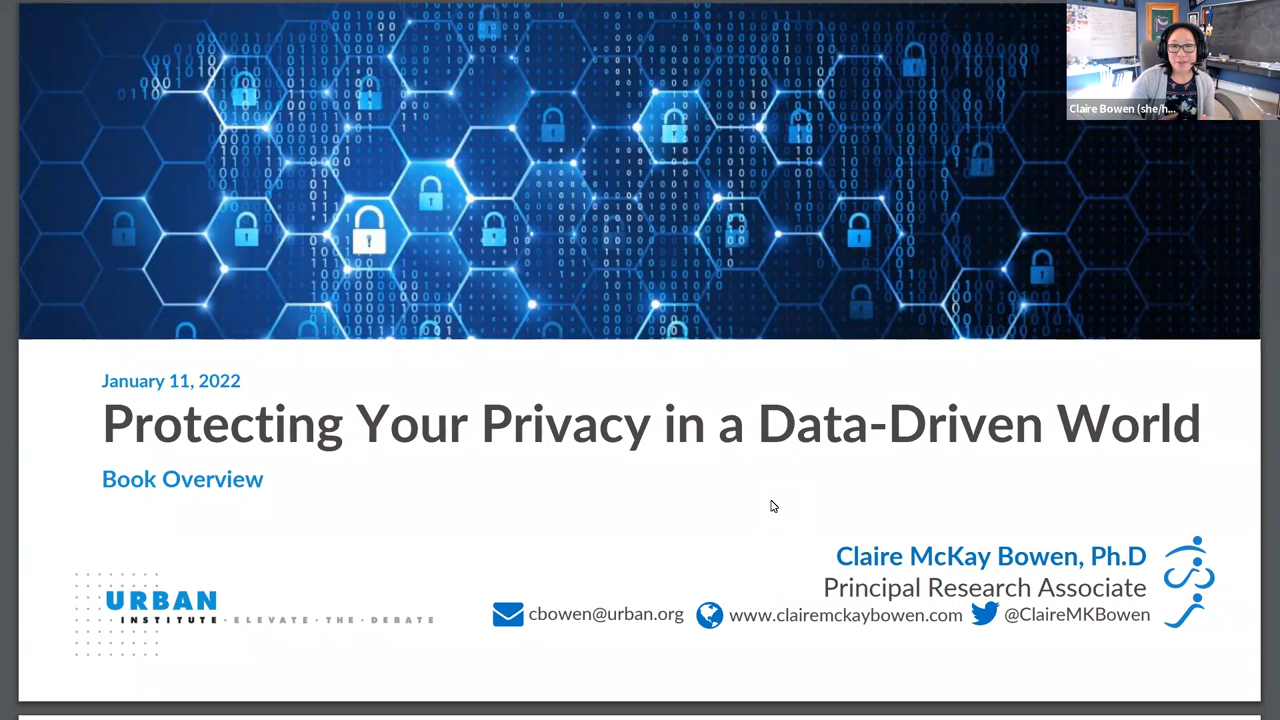 Claire Bowen (she/h...
January 11, 2022
Protecting Your Privacy in a Data-Driven World
Book Overview
Claire McKay Bowen, Ph.D
Principal Research Associate
cbowen@urban.org www.clairemckaybowen.com @ClaireMKBowen
URBAN
INSTITUTE · ELEVATE · THE · DEBATE